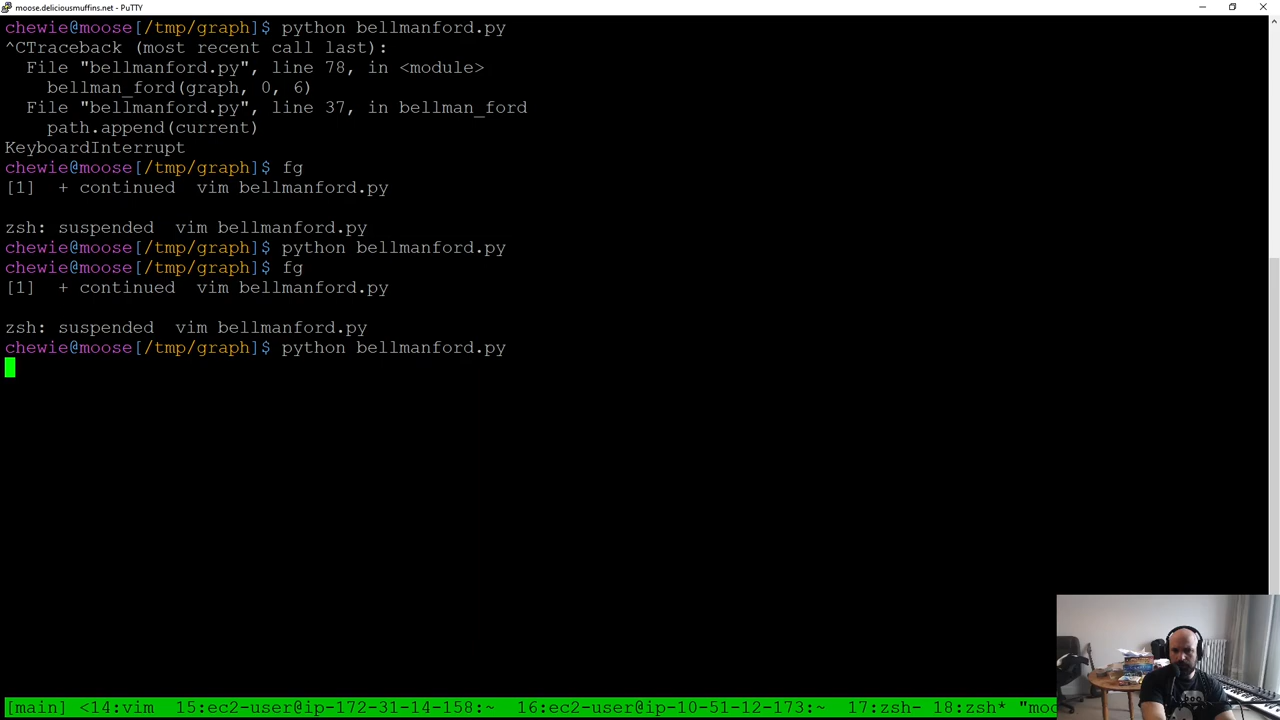 moose.deliciousmuffins.net - PuTTY
chewie@moose[/tmp/graph]$ python bellmanford.py
^CTraceback (most recent call last):
  File "bellmanford.py", line 78, in <module>
    bellman_ford(graph, 0, 6)
  File "bellmanford.py", line 37, in bellman_ford
    path.append(current)
KeyboardInterrupt
chewie@moose[/tmp/graph]$ fg
[1]  + continued  vim bellmanford.py
zsh: suspended  vim bellmanford.py
chewie@moose[/tmp/graph]$ python bellmanford.py
chewie@moose[/tmp/graph]$ fg
[1]  + continued  vim bellmanford.py
zsh: suspended  vim bellmanford.py
chewie@moose[/tmp/graph]$ python bellmanford.py
[main] <14:vim  15:ec2-user@ip-172-31-14-158:~  16:ec2-user@ip-10-51-12-173:~  17:zsh- 18:zsh* "moo